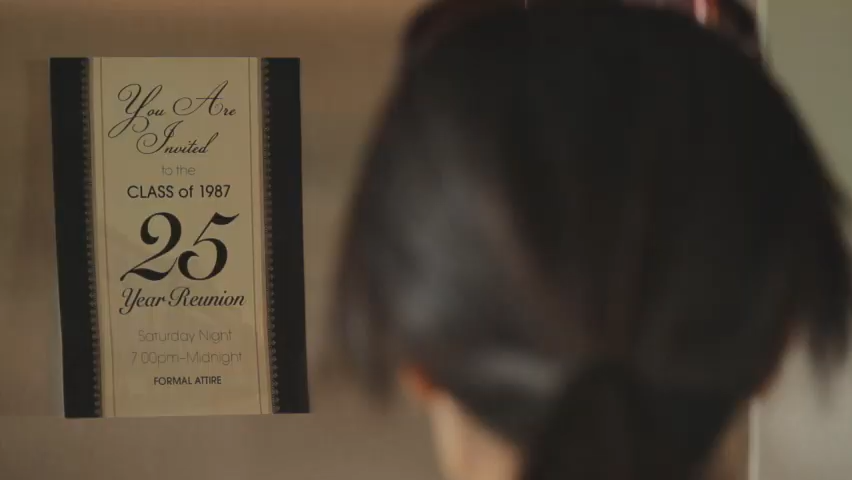 You Are
Invited
to the
CLASS of 1987
25
Year Reunion
Saturday Night
7:00pm–Midnight
FORMAL ATTIRE